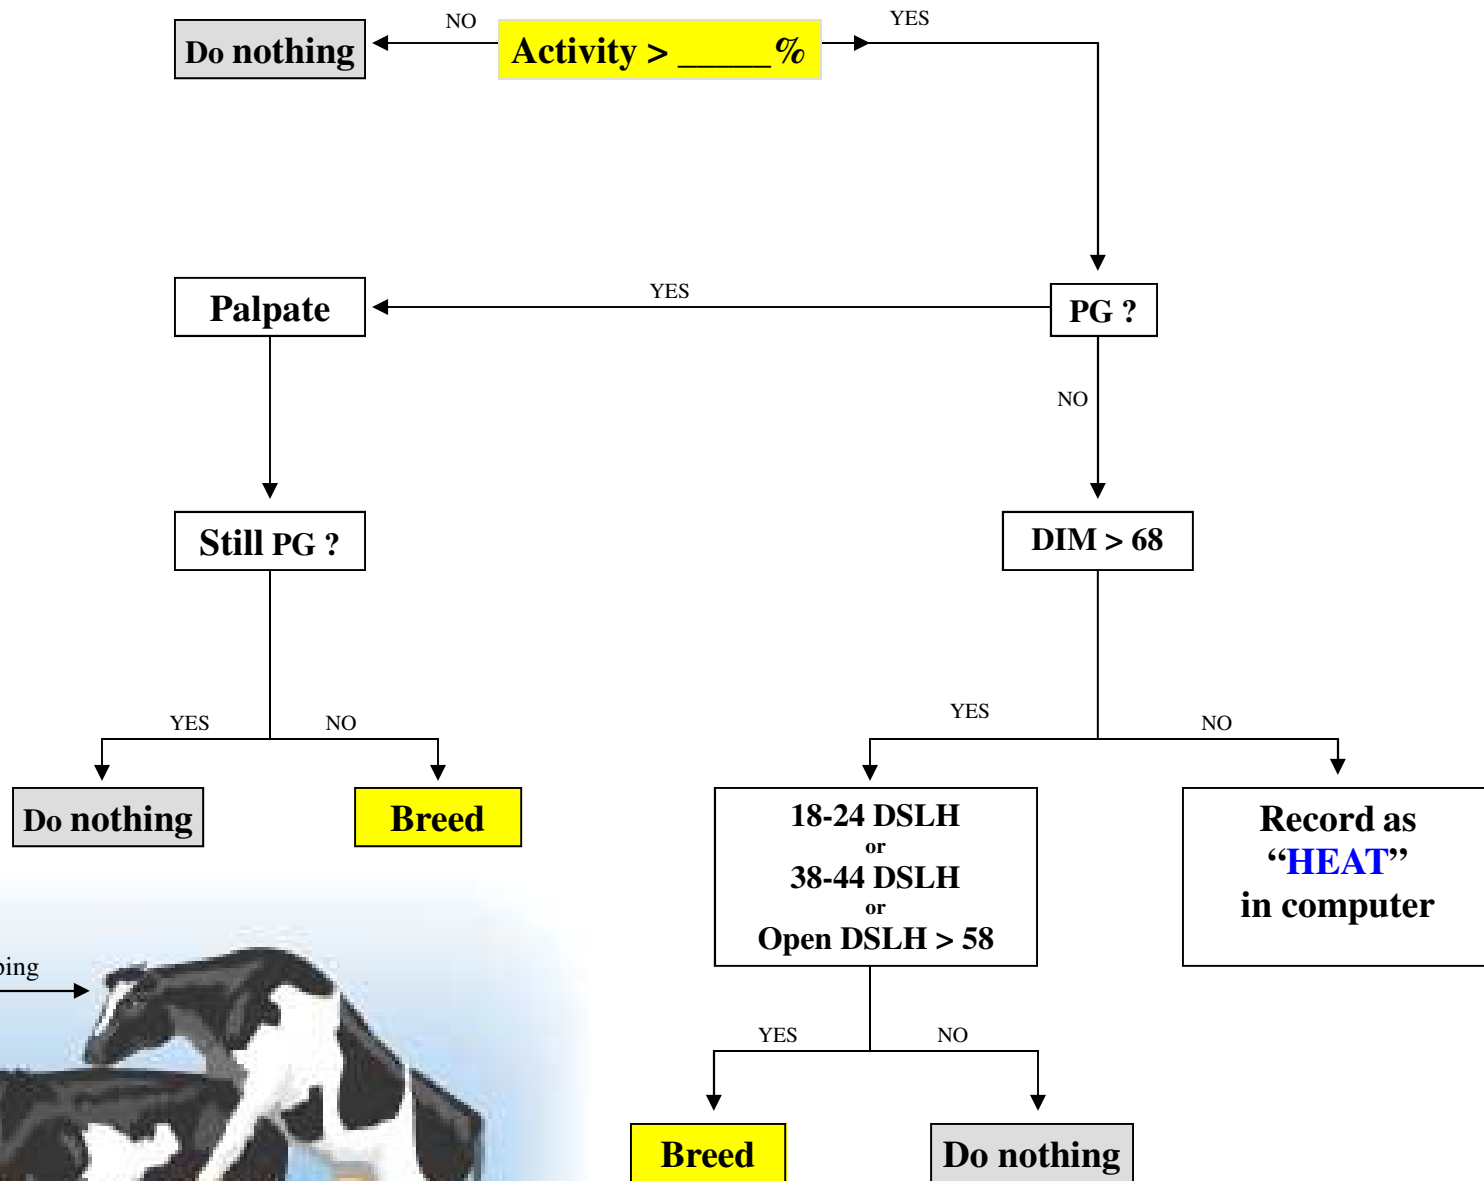 NO
YES
Do nothing
Activity > _____%
YES
Palpate
PG ?
NO
Still PG ?
DIM > 68
YES
NO
YES
NO
Do nothing
Breed
18-24 DSLH
or
38-44 DSLH
or
Open DSLH > 58
Record as
“HEAT”
in computer
YES
NO
Breed
Do nothing